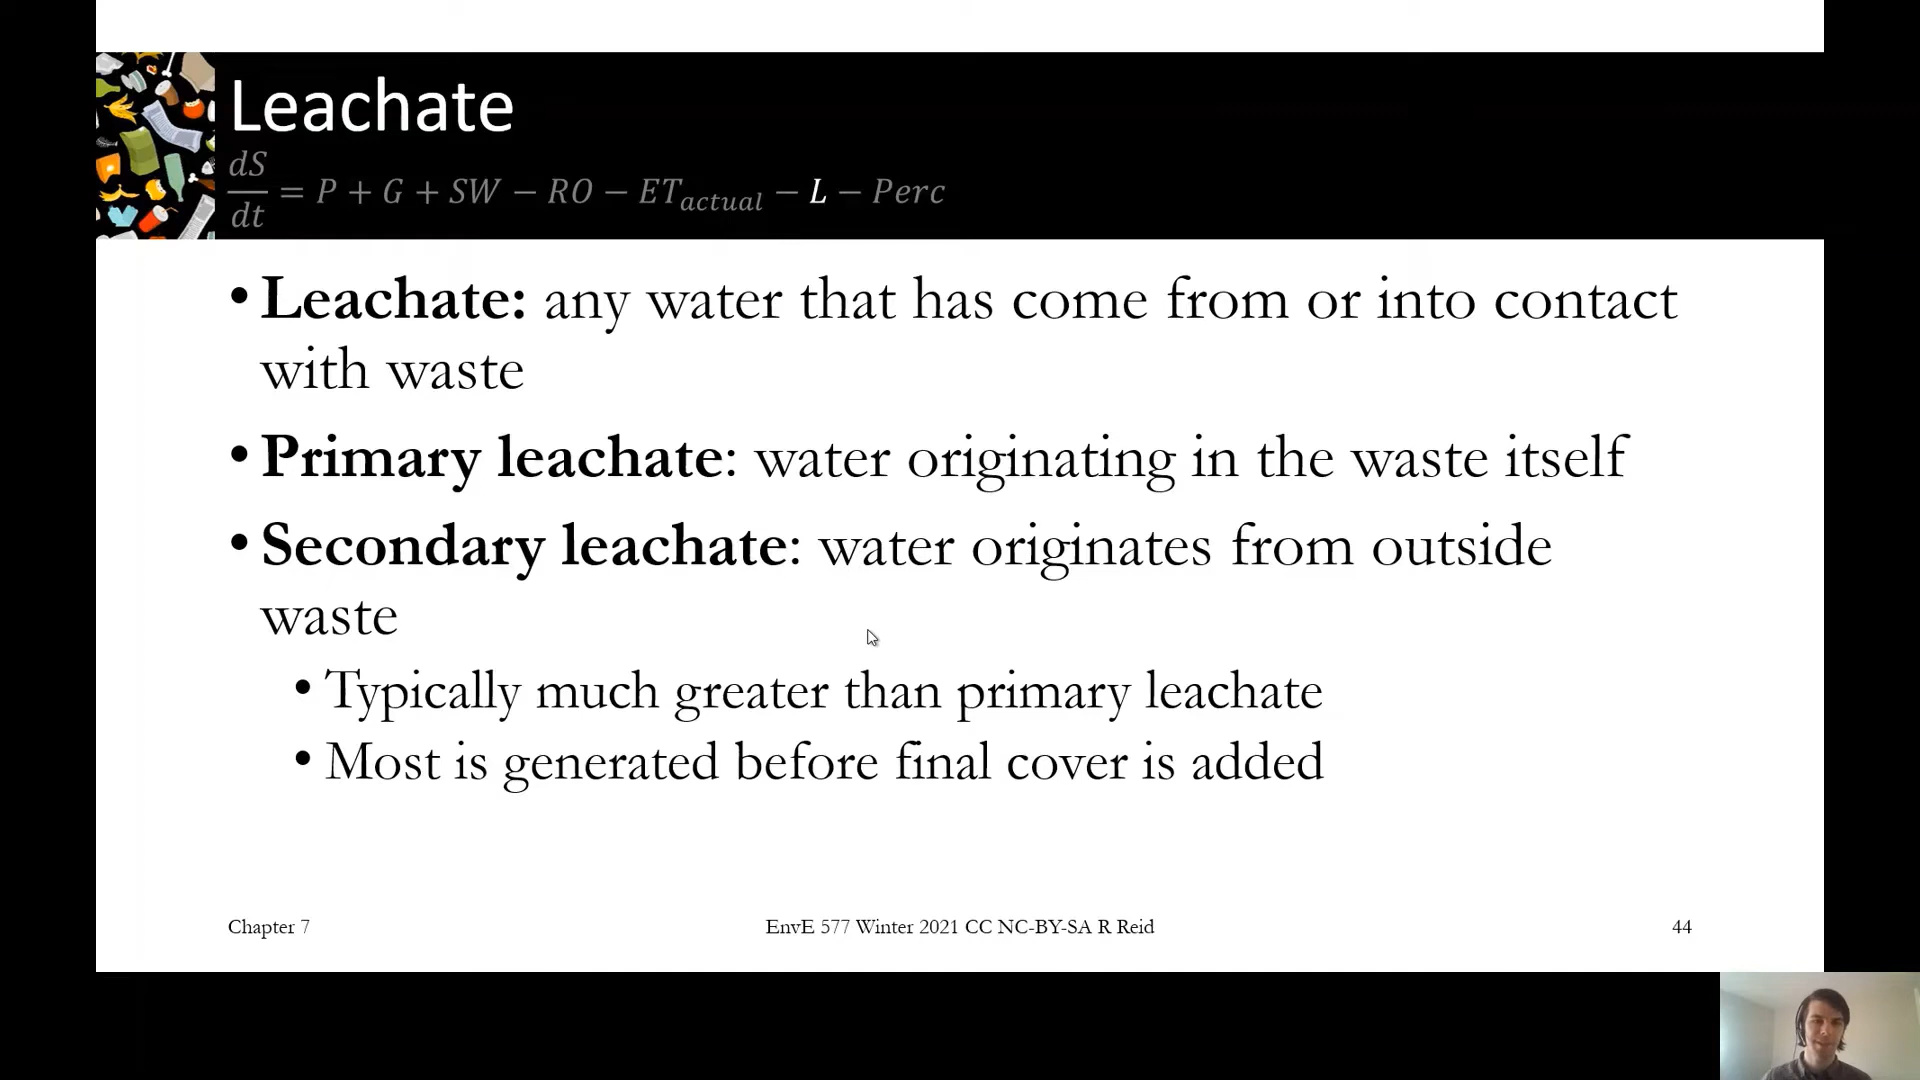 Leachate
dS/dt = P + G + SW − RO − ET_actual − L − Perc
• Leachate: any water that has come from or into contact
with waste
• Primary leachate: water originating in the waste itself
• Secondary leachate: water originates from outside
waste
• Typically much greater than primary leachate
• Most is generated before final cover is added
Chapter 7
EnvE 577 Winter 2021 CC NC-BY-SA R Reid
44